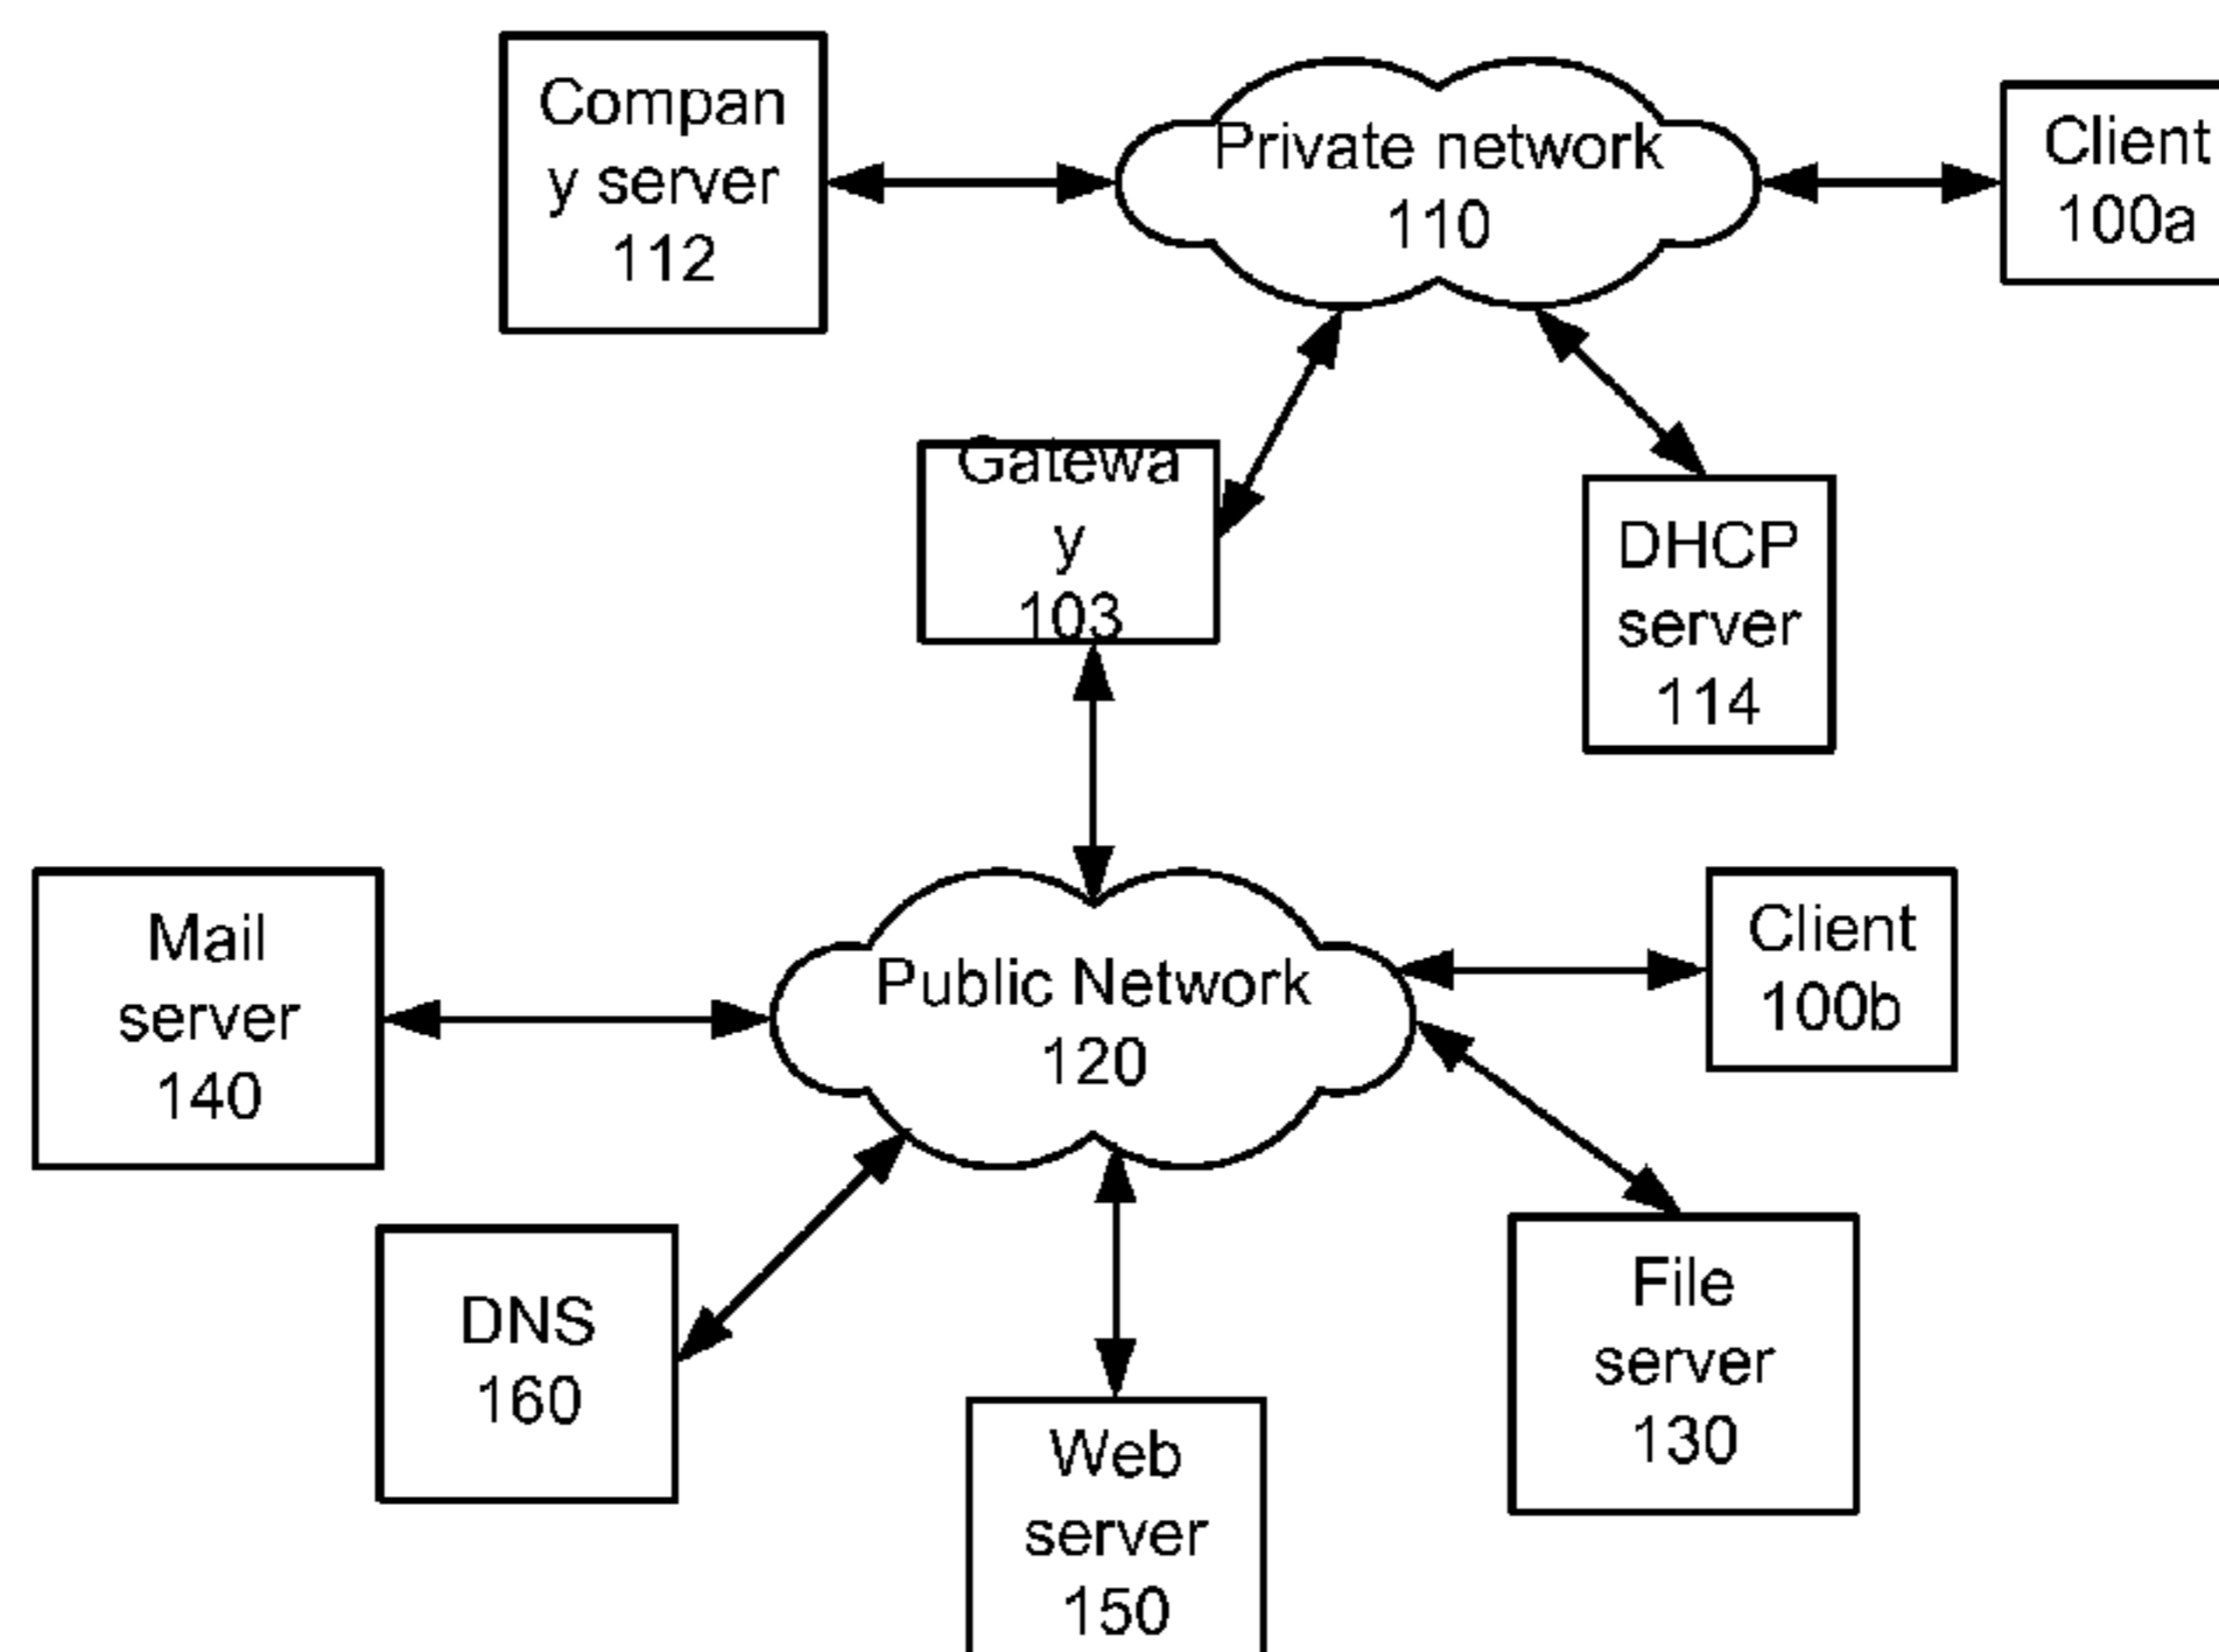 Compan
y server
112
Private network
110
Client
100a
Gatewa
y
103
DHCP
server
114
Mail
server
140
Public Network
120
Client
100b
DNS
160
Web
server
150
File
server
130